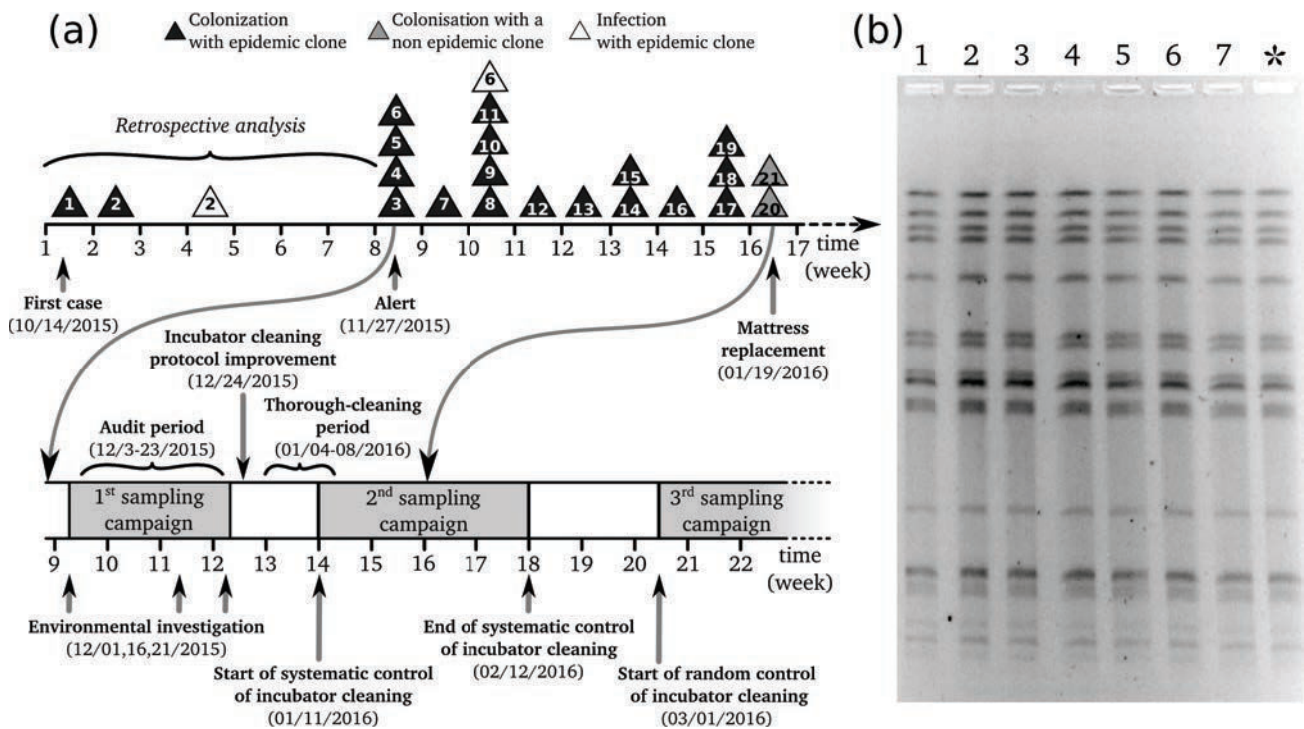 (a)
Colonization
with epidemic clone
Colonisation with a
non epidemic clone
Infection
with epidemic clone
Retrospective analysis
6
5
4
1 2 2 3
7
6
11
10
9
8
12 13
15
14
16
19
18
17
21
20
1 2 3 4 5 6 7 8 9 10 11 12 13 14 15 16 17 time
(week)
First case
(10/14/2015)
Alert
(11/27/2015)
Mattress
replacement
(01/19/2016)
Incubator cleaning
protocol improvement
(12/24/2015)
Audit period
(12/3-23/2015)
Thorough-cleaning
period
(01/04-08/2016)
1st sampling
campaign
2nd sampling
campaign
3rd sampling
campaign
9 10 11 12 13 14 15 16 17 18 19 20 21 22 time
(week)
Environmental investigation
(12/01,16,21/2015)
Start of systematic control
of incubator cleaning
(01/11/2016)
End of systematic control
of incubator cleaning
(02/12/2016)
Start of random control
of incubator cleaning
(03/01/2016)
(b)
1 2 3 4 5 6 7 *